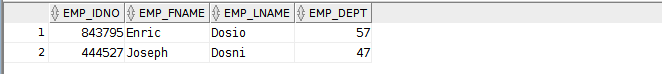 EMP_IDNO EMP_FNAME EMP_LNAME EMP_DEPT
1 843795 Enric Dosio 57
2 444527 Joseph Dosni 47